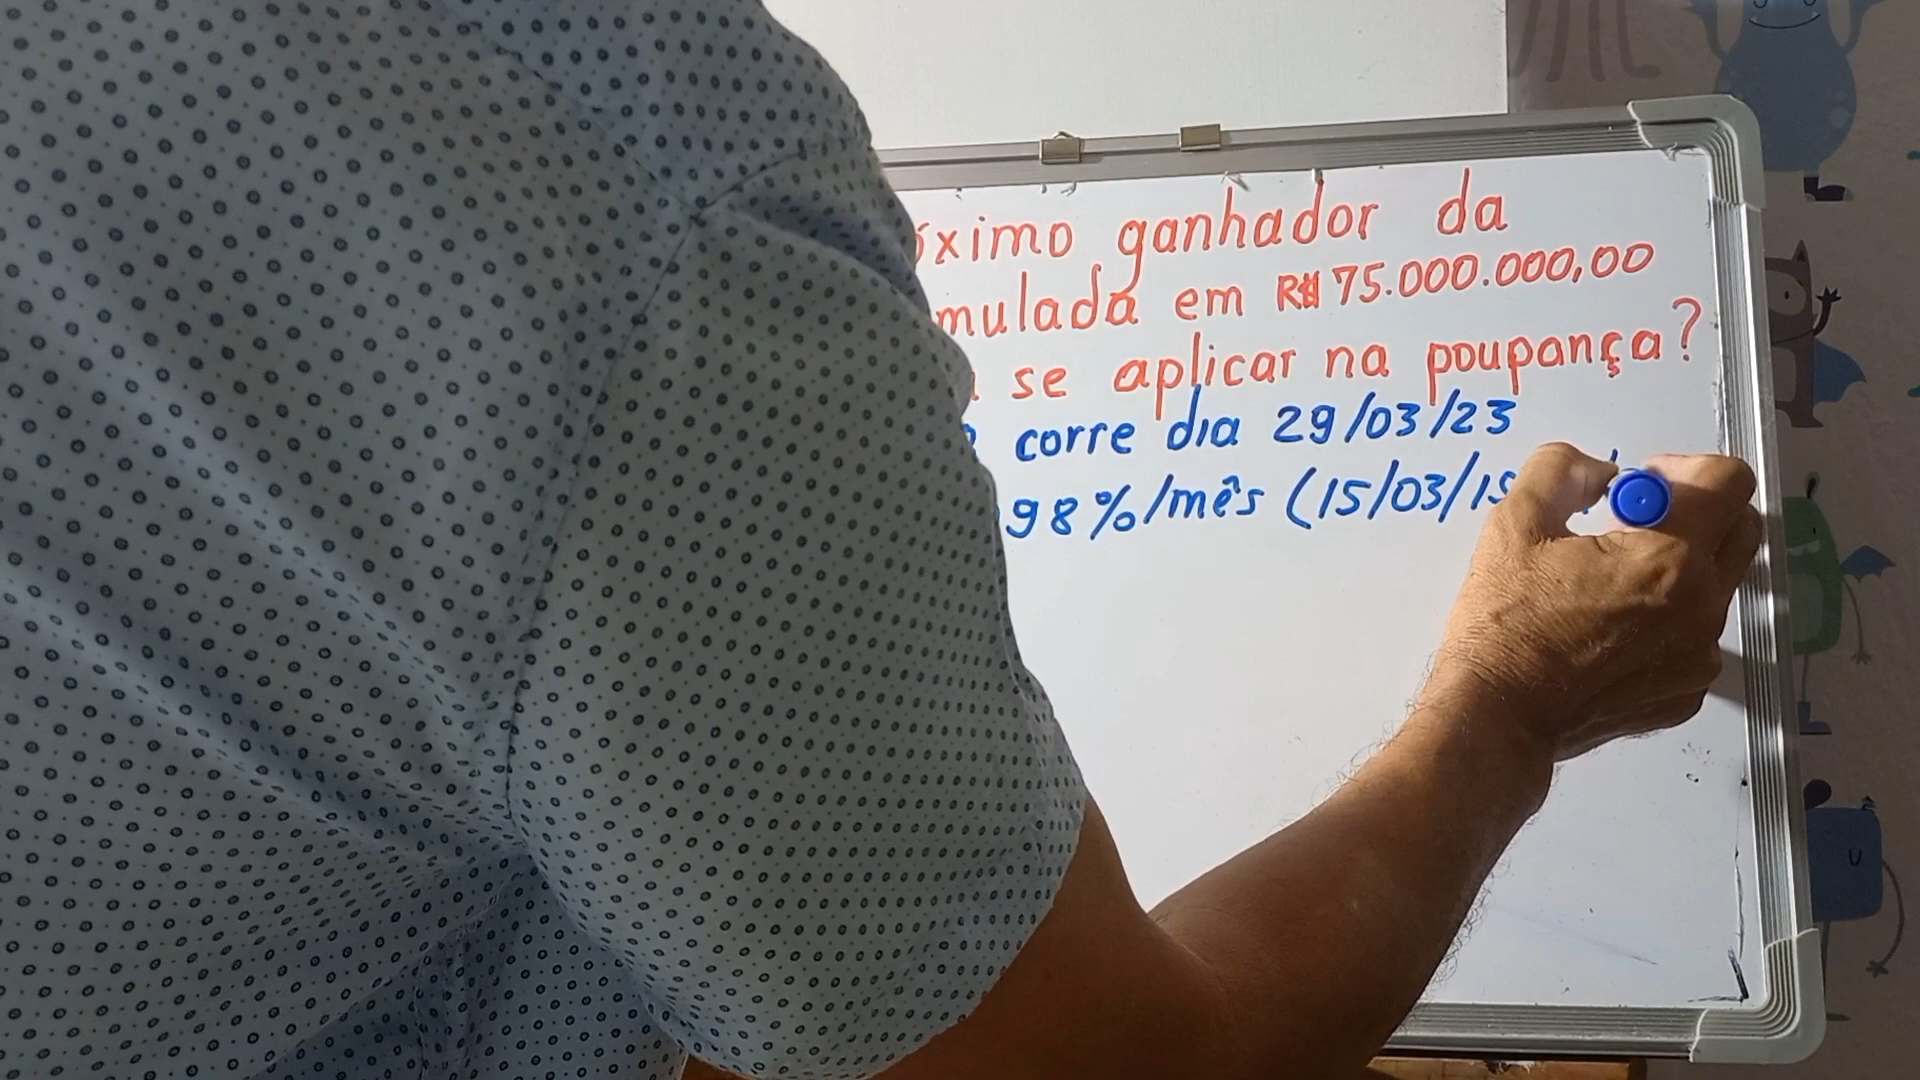 óximo ganhador da
mulada em R$ 75.000.000,00
se aplicar na poupança?
corre dia 29/03/23
98%/mês (15/03/15